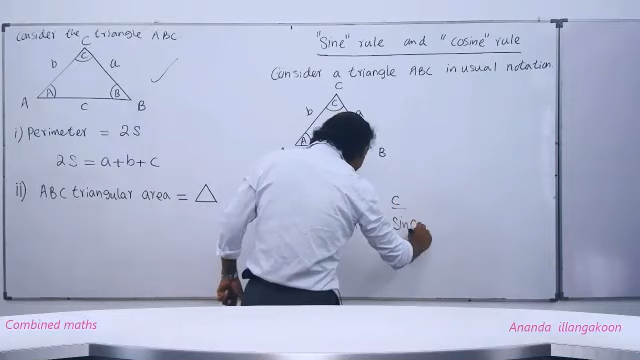 Consider the triangle ABC.
C
C
b
a
A
A
B
B
c
i) Perimeter = 2S
2S = a+b+c
ii) ABC triangular area = △
"Sine" rule and "Cosine" rule
Consider a triangle ABC in usual notation
C
C
b
a
A
B
c
SinC
Combined maths
Ananda illangakoon